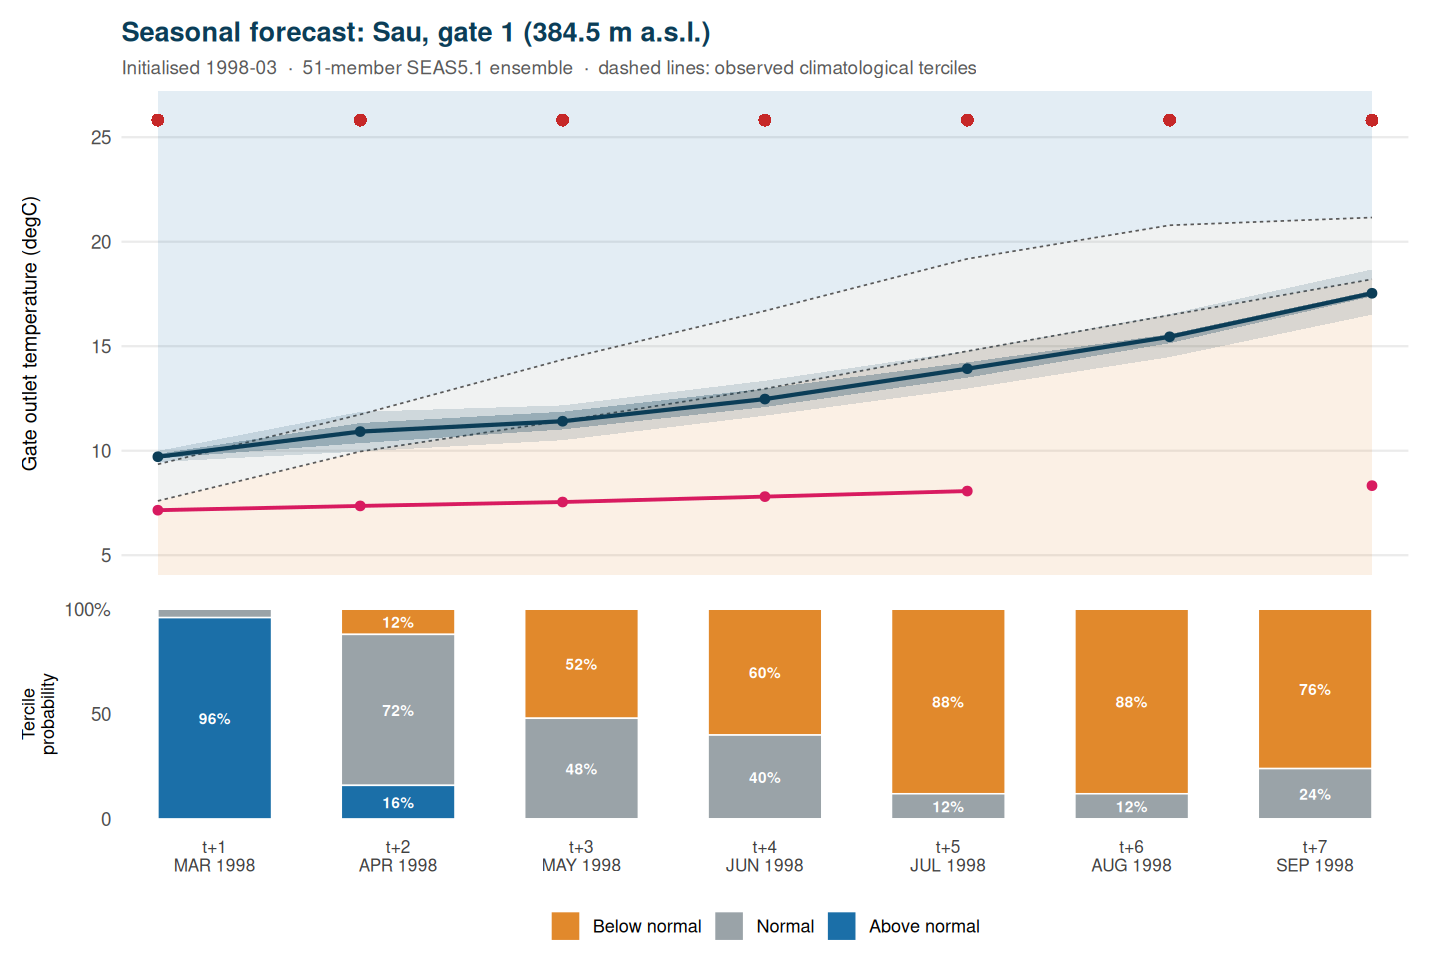 Seasonal forecast: Sau, gate 1 (384.5 m a.s.l.)
Initialised 1998-03 · 51-member SEAS5.1 ensemble · dashed lines: observed climatological terciles
Gate outlet temperature (degC)
25
20
15
10
5
Tercile
probability
100%
50
0
96%
12%
72%
16%
52%
48%
60%
40%
88%
12%
88%
12%
76%
24%
t+1
MAR 1998
t+2
APR 1998
t+3
MAY 1998
t+4
JUN 1998
t+5
JUL 1998
t+6
AUG 1998
t+7
SEP 1998
Below normal
Normal
Above normal